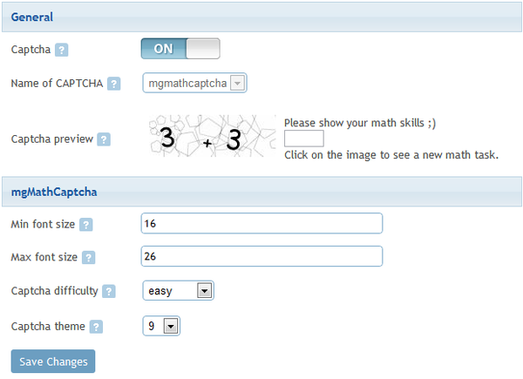 General
Captcha ? ON
Name of CAPTCHA ? mgmathcaptcha
Please show your math skills ;)
Captcha preview ? 3 + 3
Click on the image to see a new math task.
mgMathCaptcha
Min font size ? 16
Max font size ? 26
Captcha difficulty ? easy
Captcha theme ? 9
Save Changes